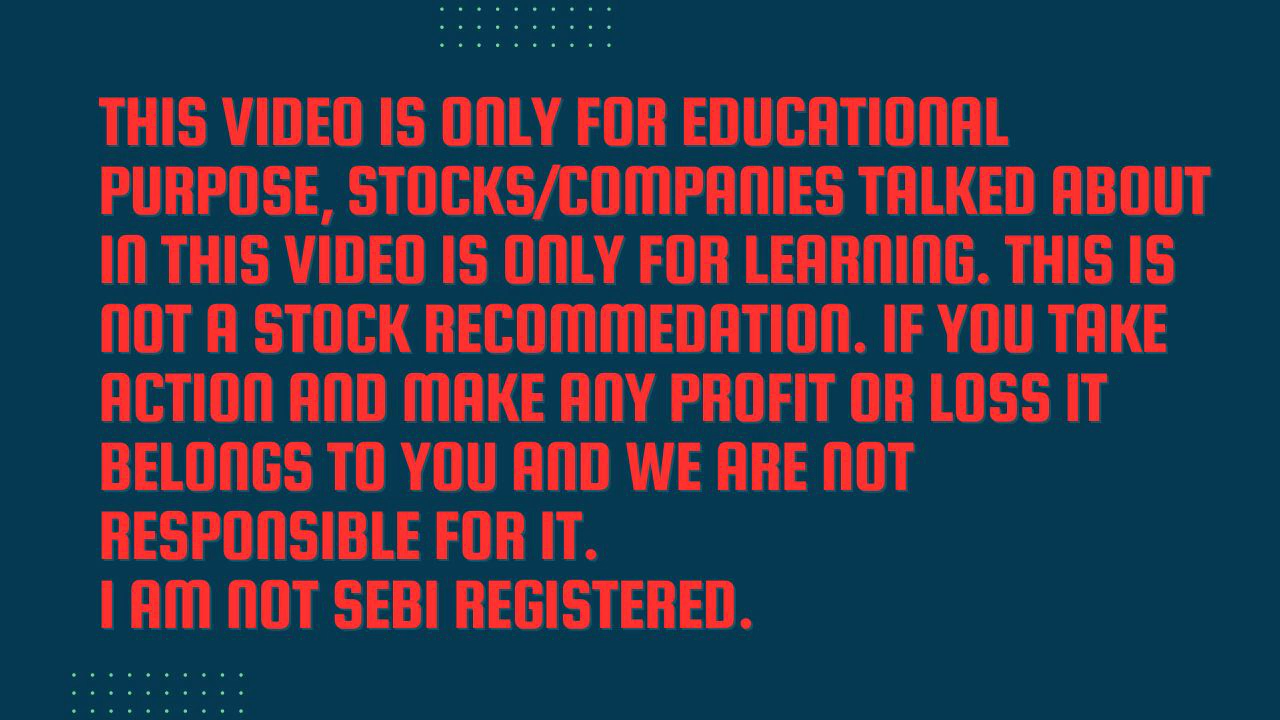 THIS VIDEO IS ONLY FOR EDUCATIONAL
PURPOSE, STOCKS/COMPANIES TALKED ABOUT
IN THIS VIDEO IS ONLY FOR LEARNING. THIS IS
NOT A STOCK RECOMMEDATION. IF YOU TAKE
ACTION AND MAKE ANY PROFIT OR LOSS IT
BELONGS TO YOU AND WE ARE NOT
RESPONSIBLE FOR IT.
I AM NOT SEBI REGISTERED.